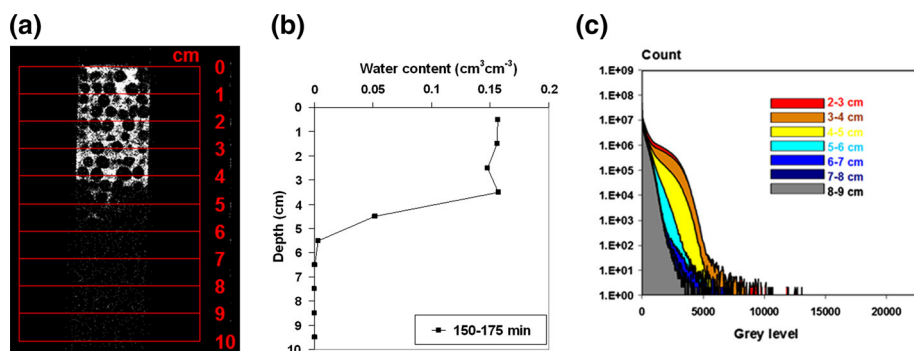 (a)
cm
0
1
2
3
4
5
6
7
8
9
10
(b)
Water content (cm³cm⁻³)
0 0.05 0.1 0.15 0.2
Depth (cm)
0
1
2
3
4
5
6
7
8
9
10
150-175 min
(c)
Count
1.E+09
1.E+08
1.E+07
1.E+06
1.E+05
1.E+04
1.E+03
1.E+02
1.E+01
1.E+00
2-3 cm
3-4 cm
4-5 cm
5-6 cm
6-7 cm
7-8 cm
8-9 cm
0 5000 10000 15000 20000
Grey level